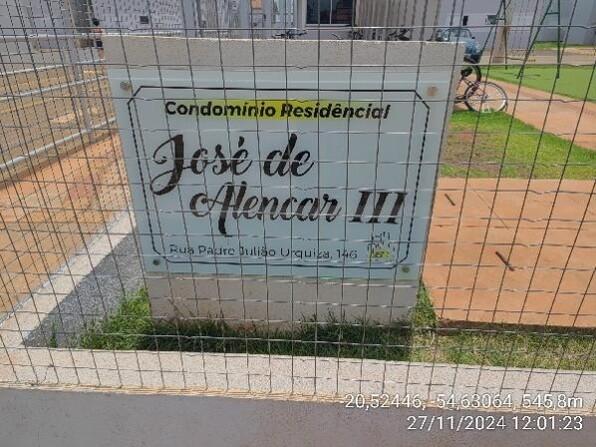 Condomínio Residêncial
José de
Alencar III
Rua Padre Julião Urquiza, 146
-20,52446, -54,63064, 545,8m
27/11/2024 12:01:23